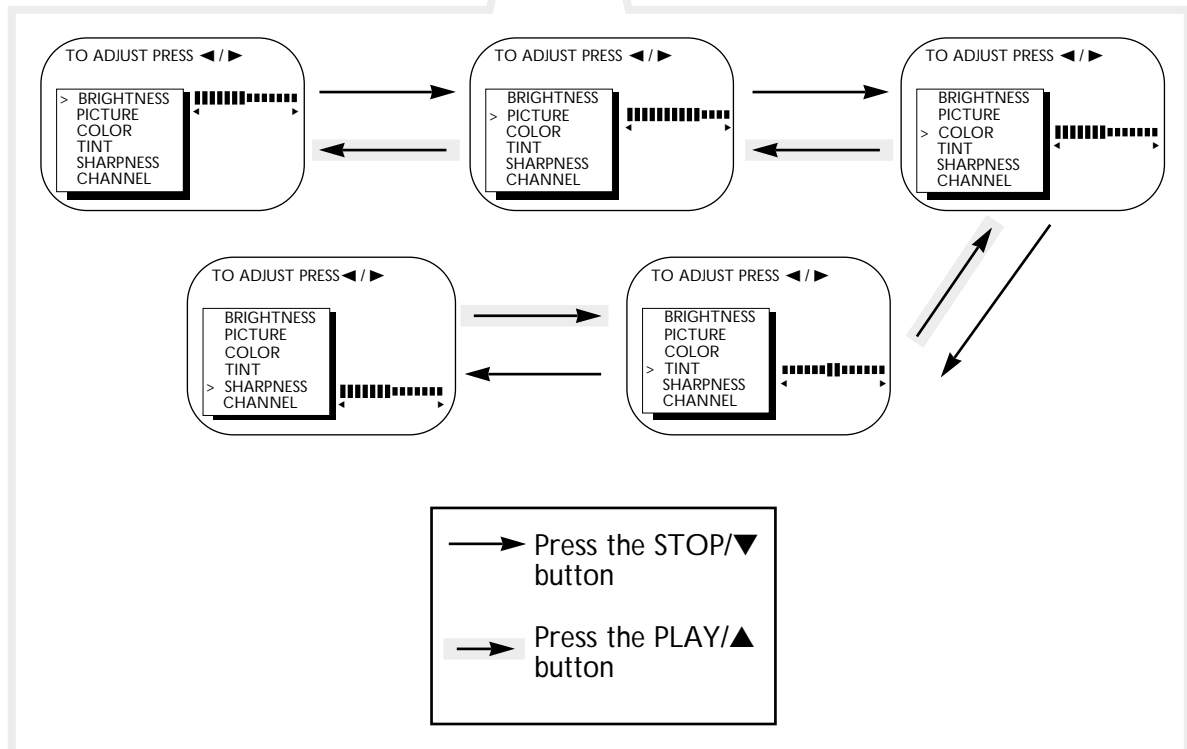 TO ADJUST PRESS ◄ / ►
> BRIGHTNESS
PICTURE
COLOR
TINT
SHARPNESS
CHANNEL
TO ADJUST PRESS ◄ / ►
BRIGHTNESS
> PICTURE
COLOR
TINT
SHARPNESS
CHANNEL
TO ADJUST PRESS ◄ / ►
BRIGHTNESS
PICTURE
> COLOR
TINT
SHARPNESS
CHANNEL
TO ADJUST PRESS ◄ / ►
BRIGHTNESS
PICTURE
COLOR
TINT
> SHARPNESS
CHANNEL
TO ADJUST PRESS ◄ / ►
BRIGHTNESS
PICTURE
COLOR
> TINT
SHARPNESS
CHANNEL
Press the STOP/▼
button
Press the PLAY/▲
button